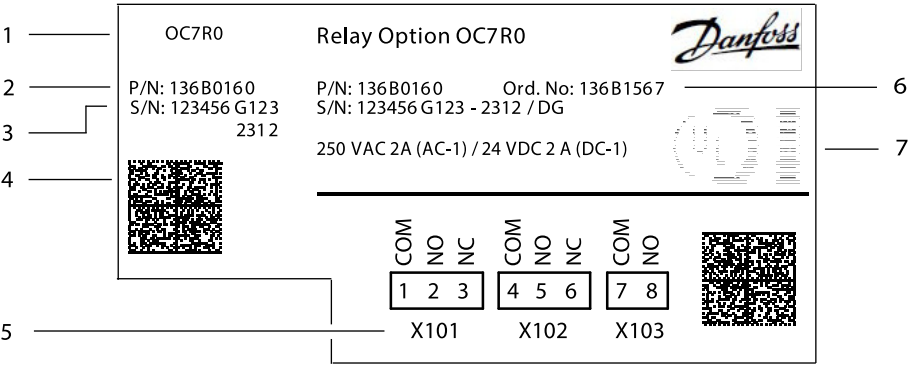 1
OC7R0
Relay Option OC7R0
Danfoss
2
P/N: 136B0160
P/N: 136B0160 Ord. No: 136B1567
6
3
S/N: 123456 G123
S/N: 123456 G123 - 2312 / DG
2312
250 VAC 2A (AC-1) / 24 VDC 2 A (DC-1)
7
4
COM NO NC COM NO NC COM NO
1 2 3 4 5 6 7 8
5
X101 X102 X103